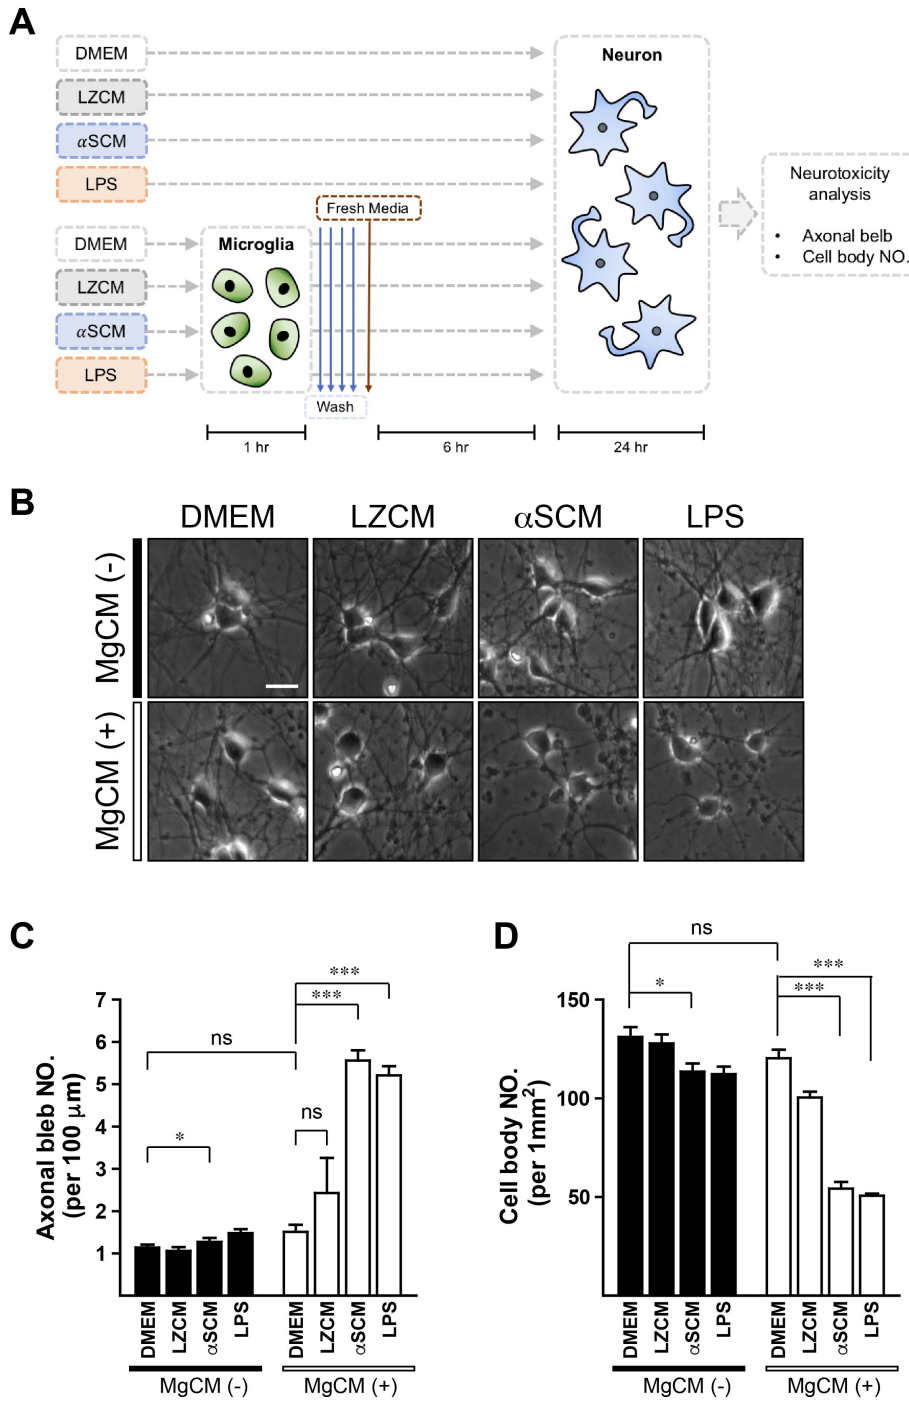 A
DMEM
LZCM
αSCM
LPS
Neuron
Neurotoxicity
analysis
• Axonal belb
• Cell body NO.
Fresh Media
DMEM
LZCM
αSCM
LPS
Microglia
Wash
1 hr
6 hr
24 hr
B
DMEM LZCM αSCM LPS
MgCM (-)
MgCM (+)
C
Axonal bleb NO.
(per 100 μm)
7
6
5
4
3
2
1
ns
*
ns
***
***
DMEM
LZCM
αSCM
LPS
DMEM
LZCM
αSCM
LPS
MgCM (-)
MgCM (+)
D
Cell body NO.
(per 1mm²)
150
100
50
ns
*
***
***
DMEM
LZCM
αSCM
LPS
DMEM
LZCM
αSCM
LPS
MgCM (-)
MgCM (+)